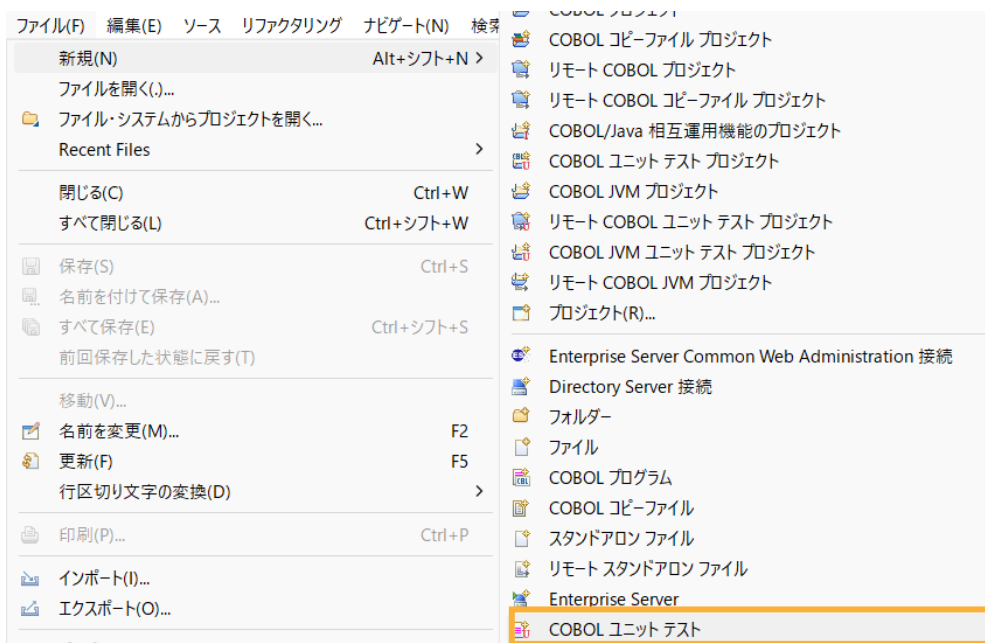 ファイル(F) 編集(E) ソース リファクタリング ナビゲート(N) 検索
新規(N) Alt+シフト+N >
ファイルを開く(.)...
ファイル・システムからプロジェクトを開く...
Recent Files >
閉じる(C) Ctrl+W
すべて閉じる(L) Ctrl+シフト+W
保存(S) Ctrl+S
名前を付けて保存(A)...
すべて保存(E) Ctrl+シフト+S
前回保存した状態に戻す(T)
移動(V)...
名前を変更(M)... F2
更新(F) F5
行区切り文字の変換(D) >
印刷(P)... Ctrl+P
インポート(I)...
エクスポート(O)...
COBOL プロジェクト
COBOL コピーファイル プロジェクト
リモート COBOL プロジェクト
リモート COBOL コピーファイル プロジェクト
COBOL/Java 相互運用機能のプロジェクト
COBOL ユニット テスト プロジェクト
COBOL JVM プロジェクト
リモート COBOL ユニット テスト プロジェクト
COBOL JVM ユニット テスト プロジェクト
リモート COBOL JVM プロジェクト
プロジェクト(R)...
Enterprise Server Common Web Administration 接続
Directory Server 接続
フォルダー
ファイル
COBOL プログラム
COBOL コピーファイル
スタンドアロン ファイル
リモート スタンドアロン ファイル
Enterprise Server
COBOL ユニット テスト